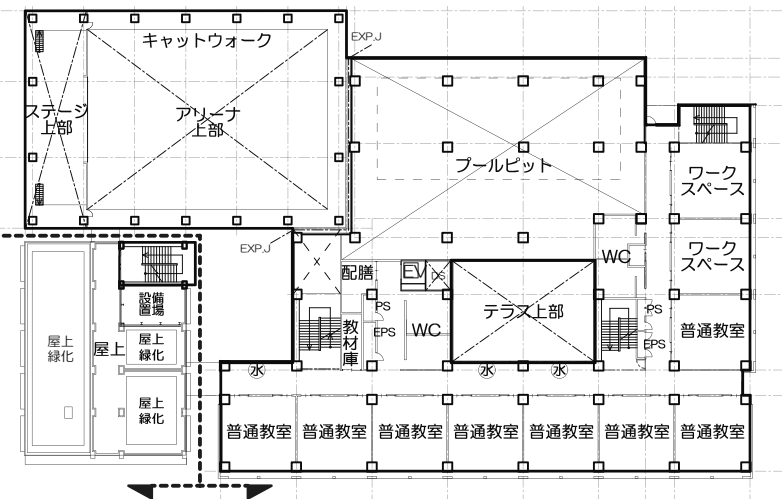 EXP.J
キャットウォーク
ステージ
上部
アリーナ
上部
プールピット
ワーク
スペース
EXP.J
WC
ワーク
スペース
配膳
EV
DS
設備
置場
PS
テラス上部
PS
屋上
緑化
屋上
屋上
緑化
教
材
庫
EPS
WC
EPS
普通教室
水
水
水
屋上
緑化
普通教室
普通教室
普通教室
普通教室
普通教室
普通教室
普通教室